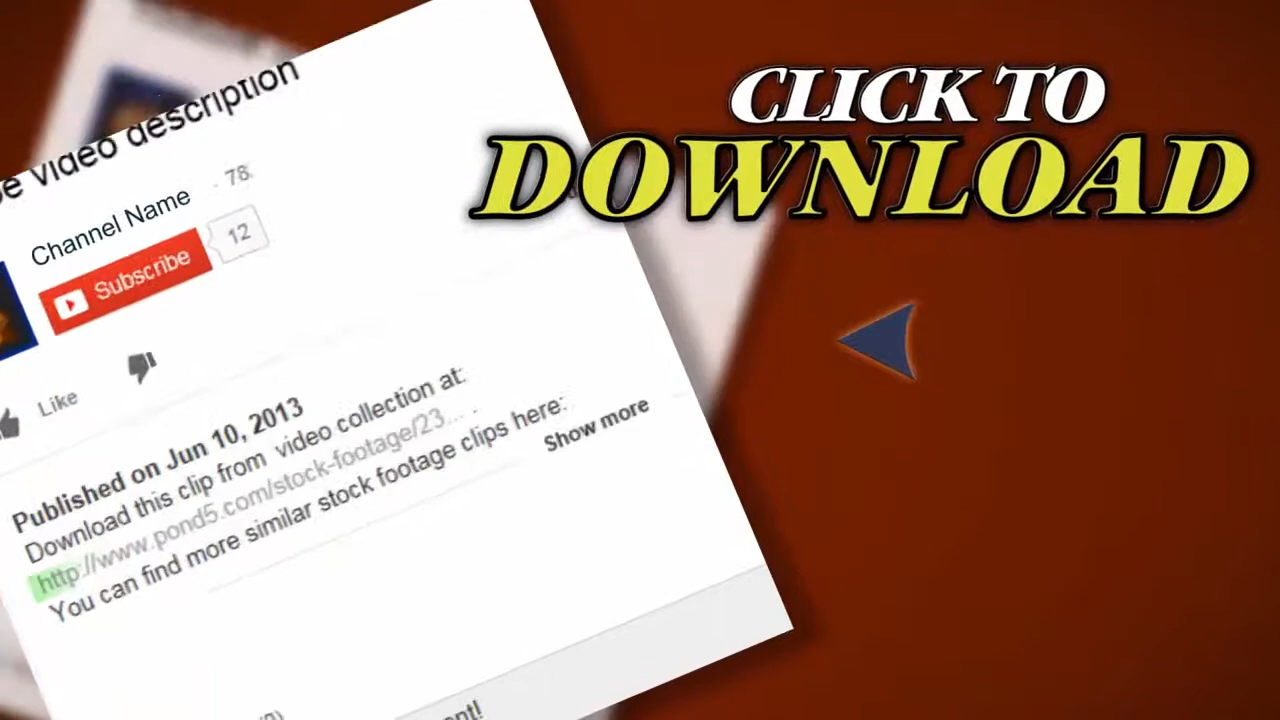 CLICK TO
DOWNLOAD
video description
Channel Name
78
Subscribe
12
Like
Published on Jun 10, 2013
Download this clip from video collection at:
http://www.pond5.com/stock-footage/23...
You can find more similar stock footage clips here:
Show more